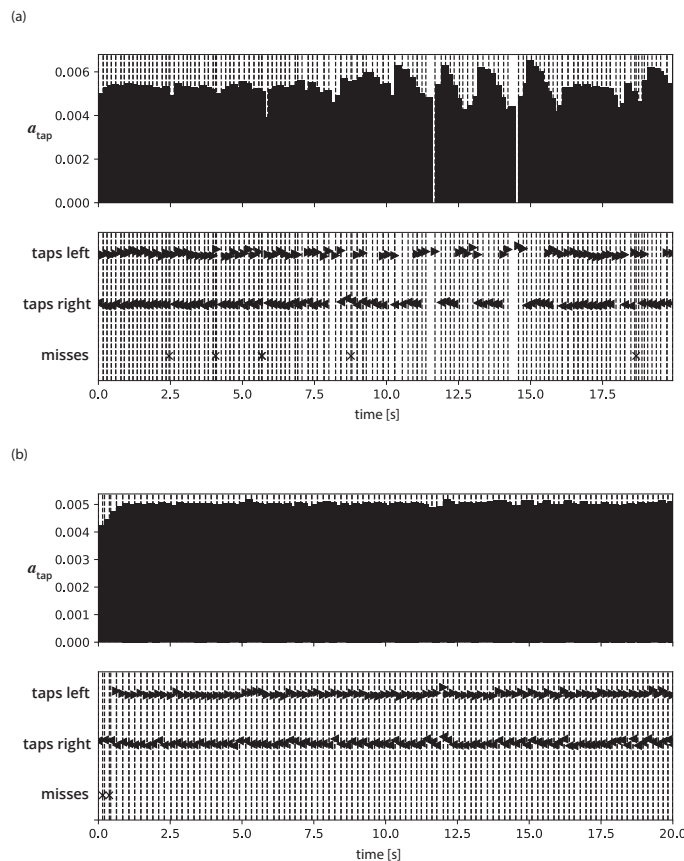 (a)
0.006
0.004
a_tap
0.002
0.000
taps left
taps right
misses
0.0 2.5 5.0 7.5 10.0 12.5 15.0 17.5
time [s]
(b)
0.005
0.004
0.003
a_tap
0.002
0.001
0.000
taps left
taps right
misses
0.0 2.5 5.0 7.5 10.0 12.5 15.0 17.5 20.0
time [s]